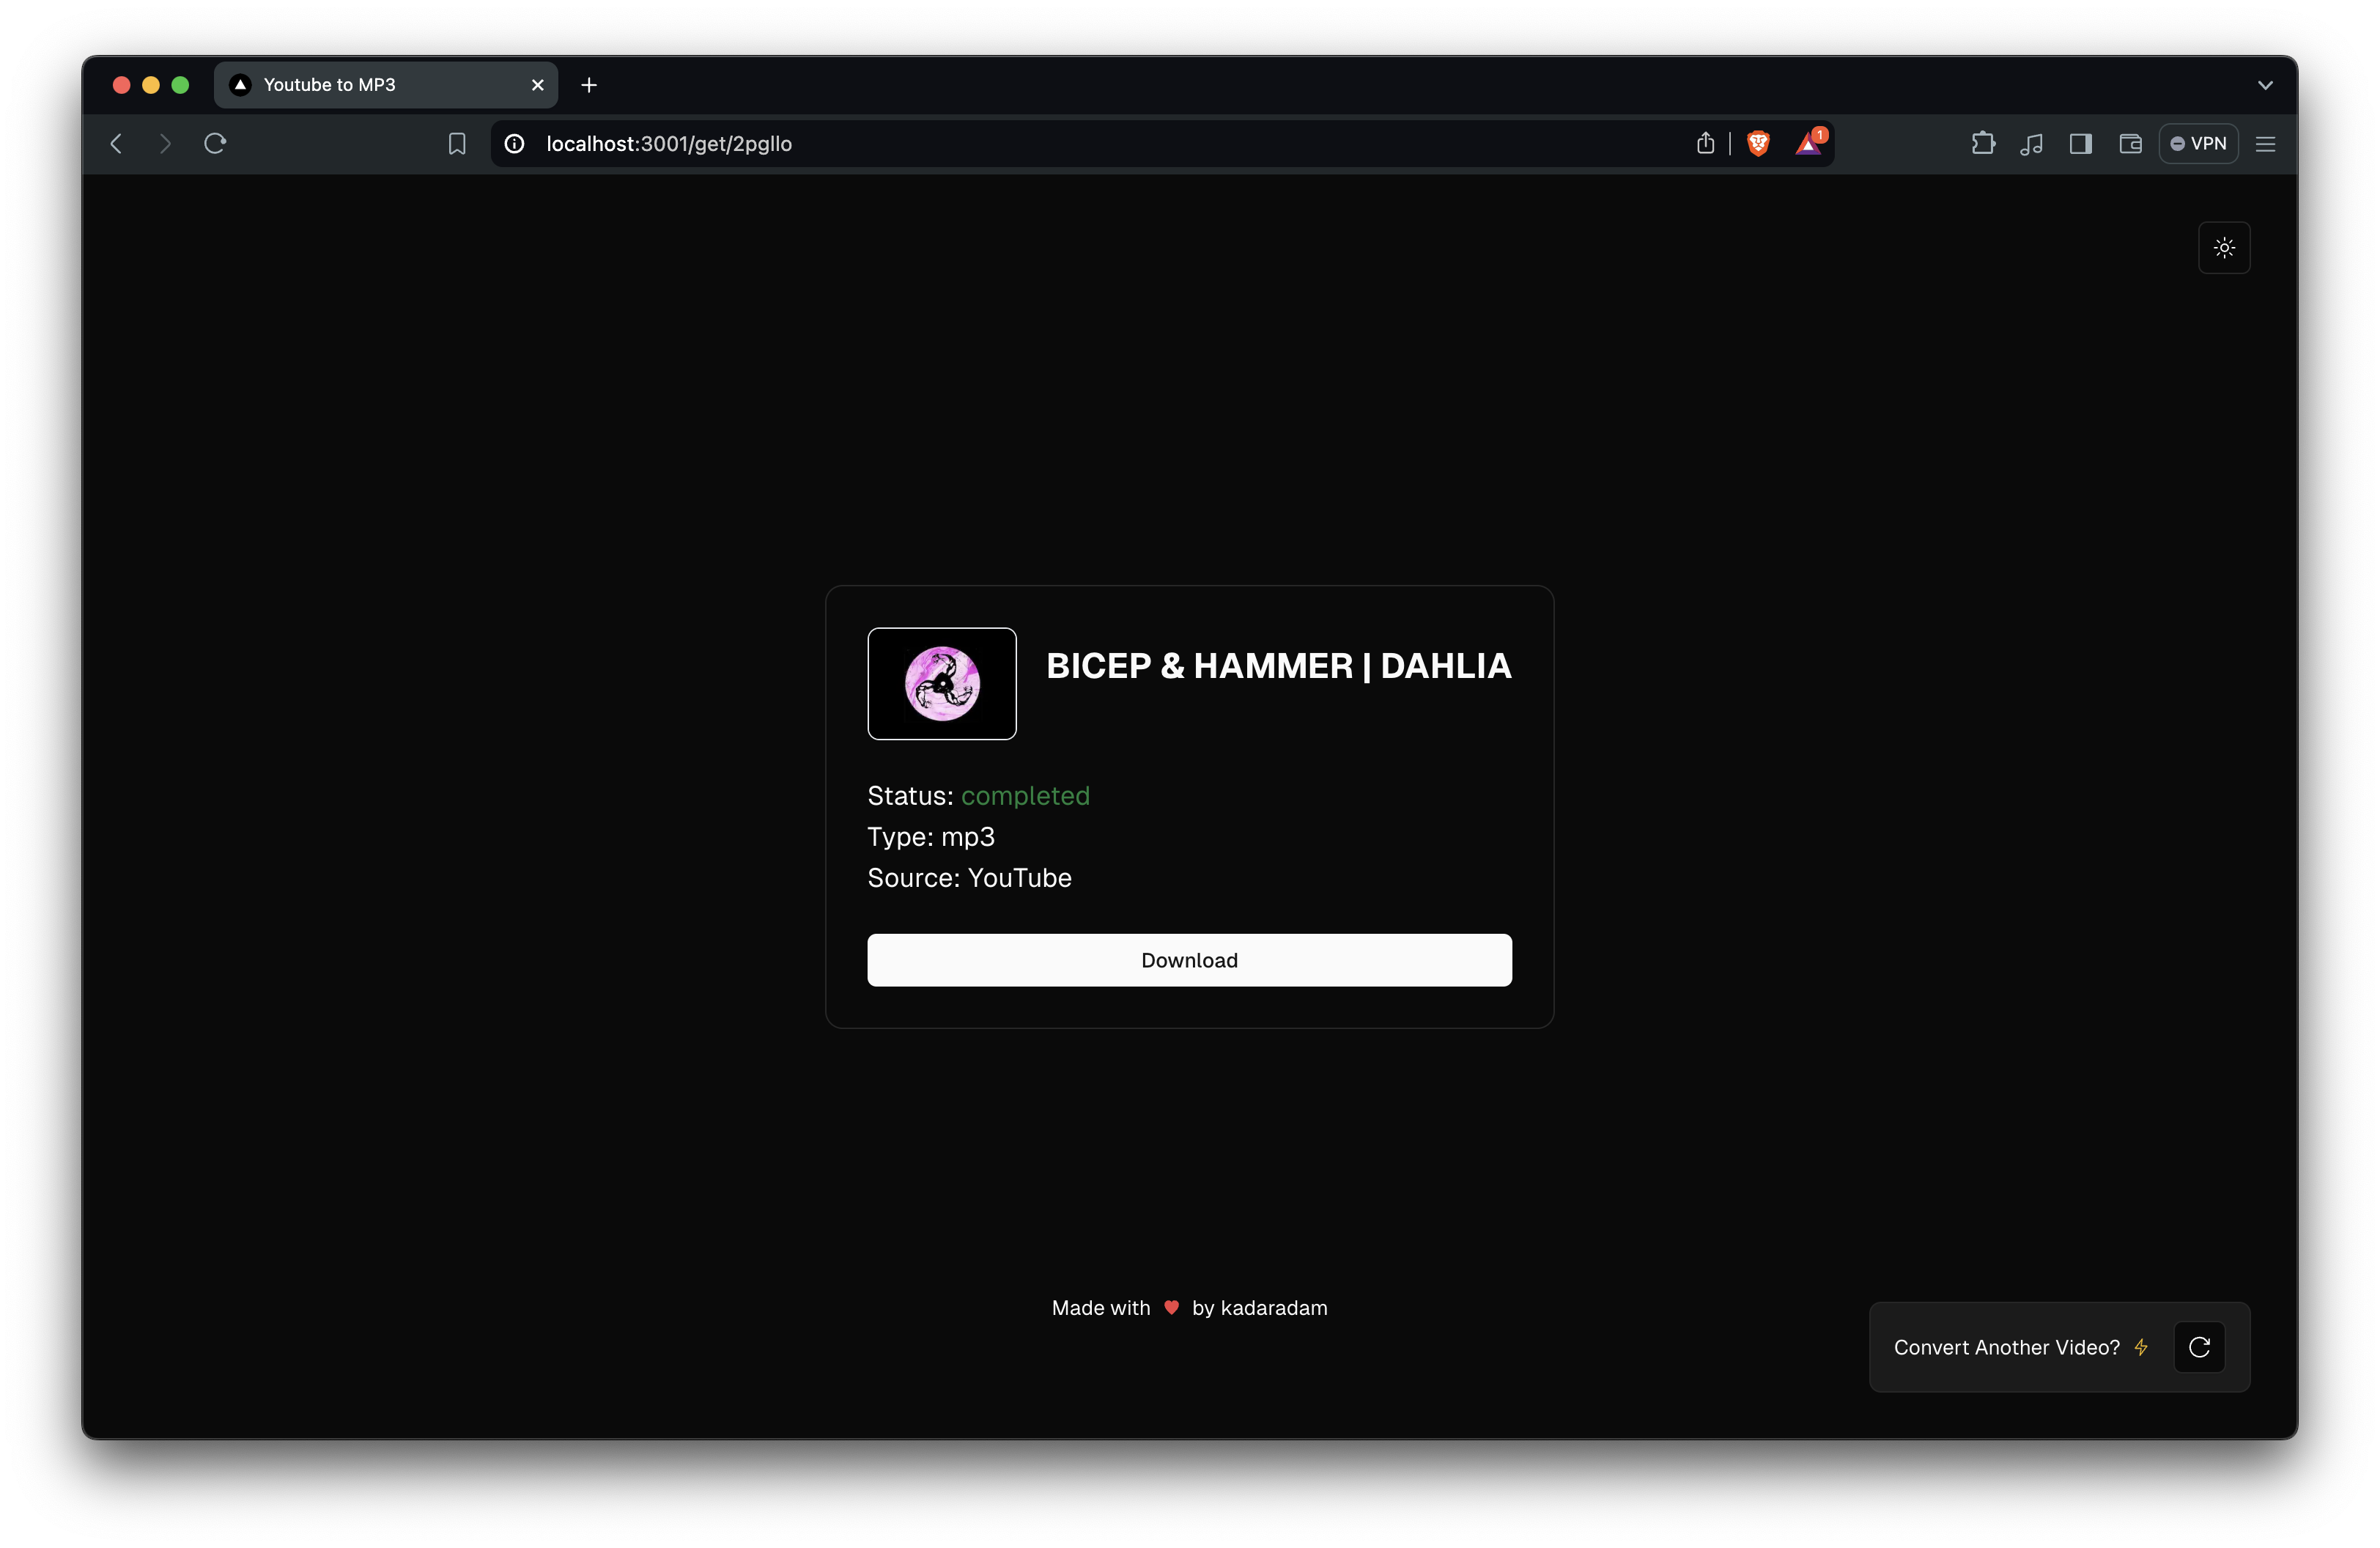 Youtube to MP3
localhost:3001/get/2pgllo
1
VPN
BICEP & HAMMER | DAHLIA
Status: completed
Type: mp3
Source: YouTube
Download
Made with ❤ by kadaradam
Convert Another Video?